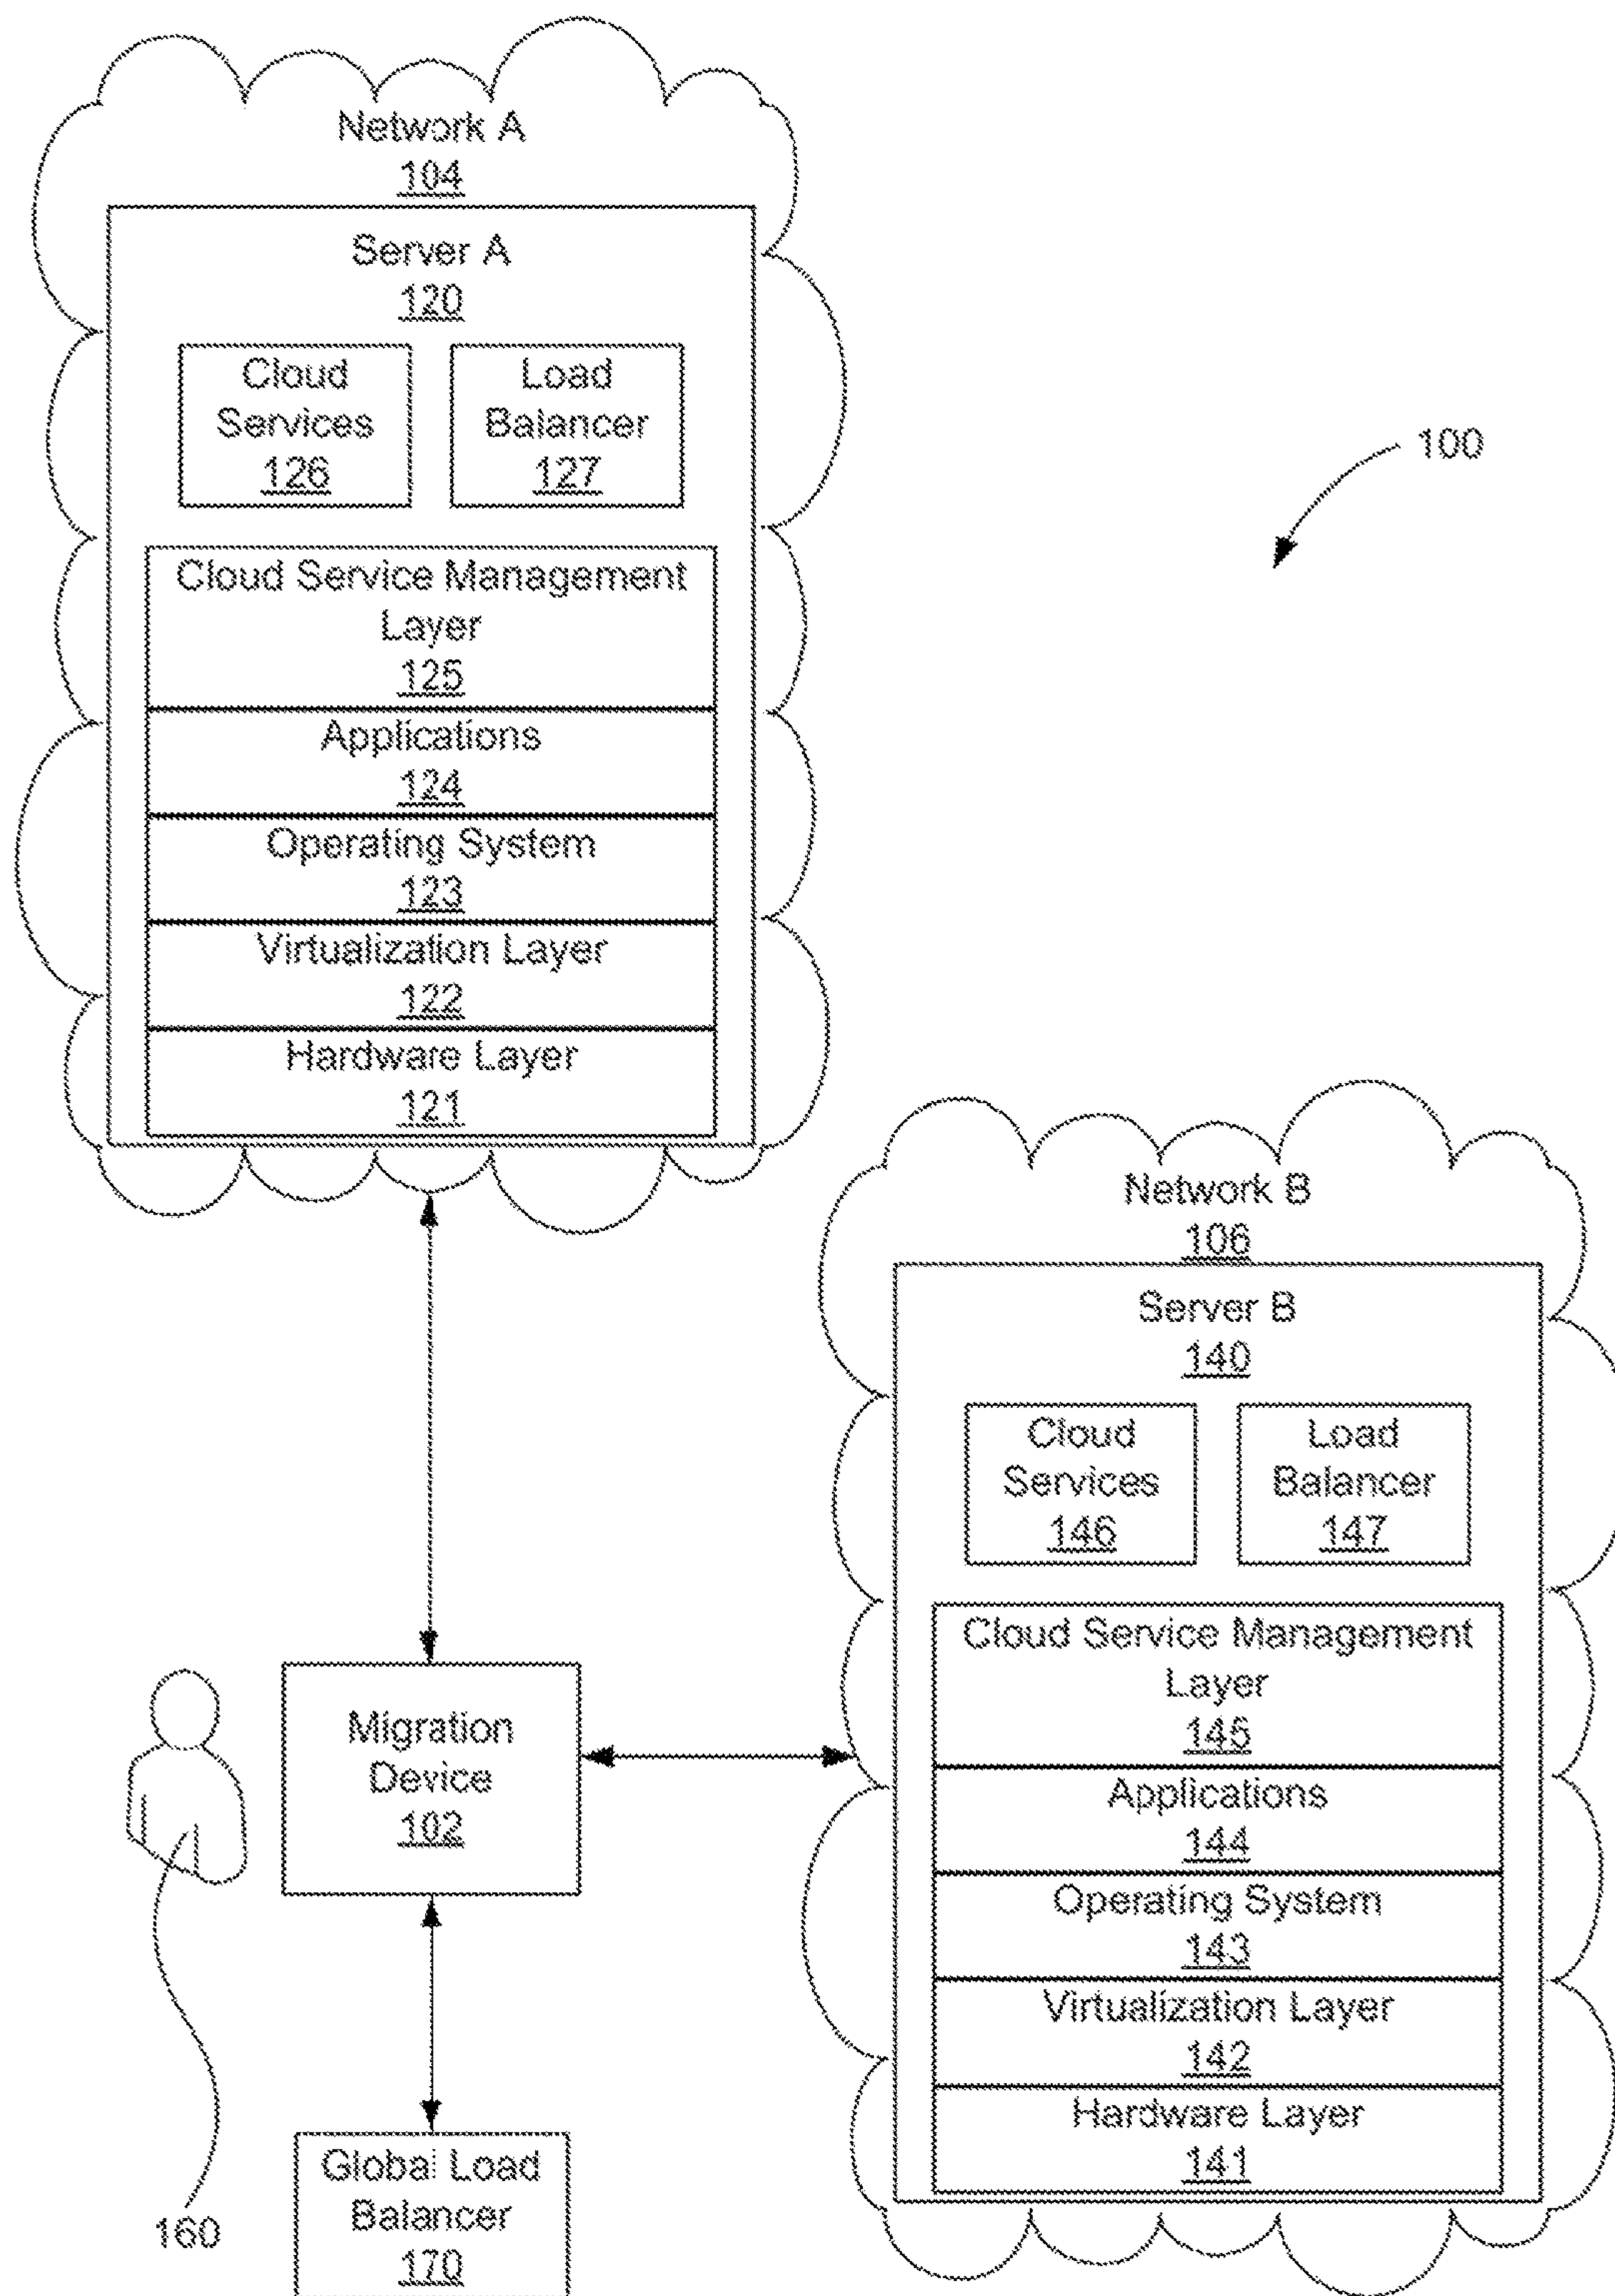 Network A
104
Server A
120
Cloud
Services
126
Load
Balancer
127
Cloud Service Management
Layer
125
Applications
124
Operating System
123
Virtualization Layer
122
Hardware Layer
121
100
Network B
106
Server B
140
Cloud
Services
146
Load
Balancer
147
Cloud Service Management
Layer
145
Applications
144
Operating System
143
Virtualization Layer
142
Hardware Layer
141
Migration
Device
102
160
Global Load
Balancer
170